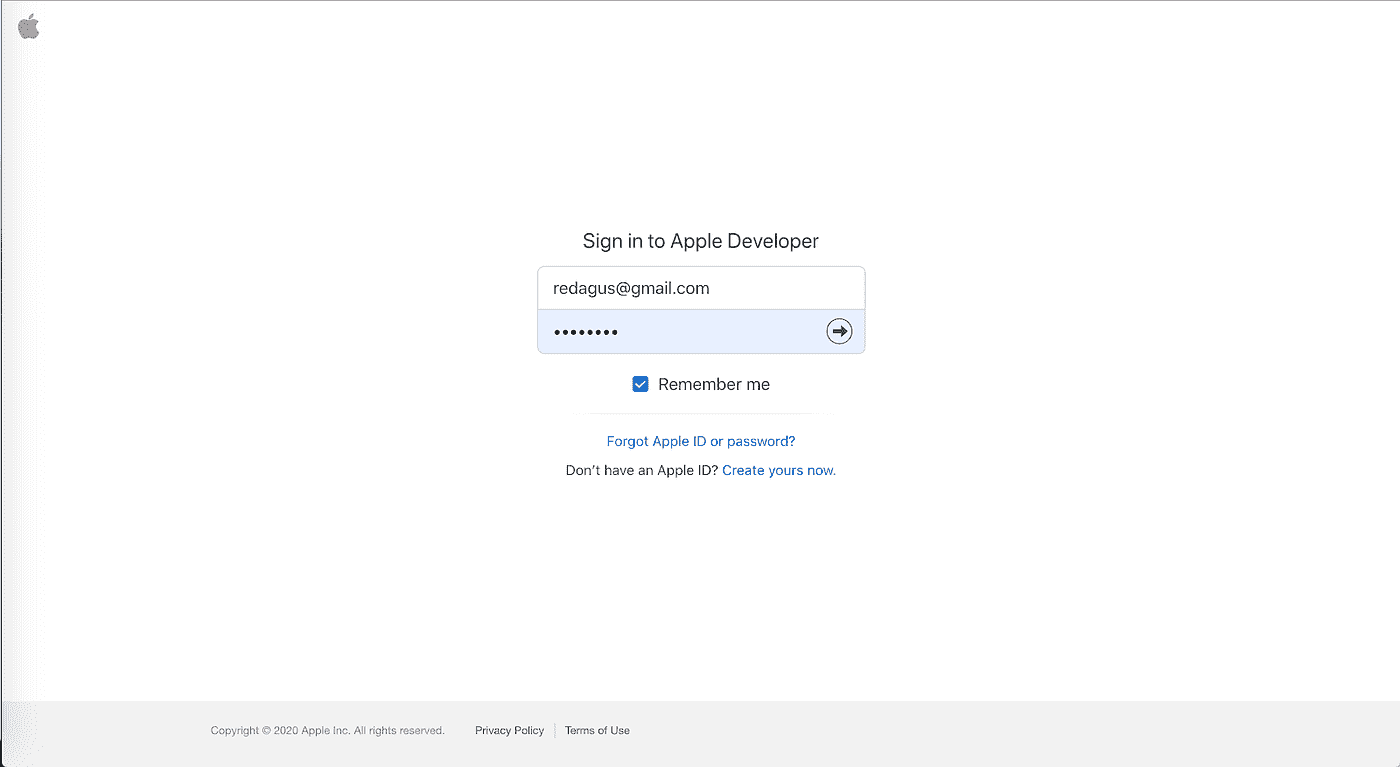 Sign in to Apple Developer
redagus@gmail.com
••••••••
Remember me
Forgot Apple ID or password?
Don’t have an Apple ID? Create yours now.
Copyright © 2020 Apple Inc. All rights reserved. Privacy Policy Terms of Use